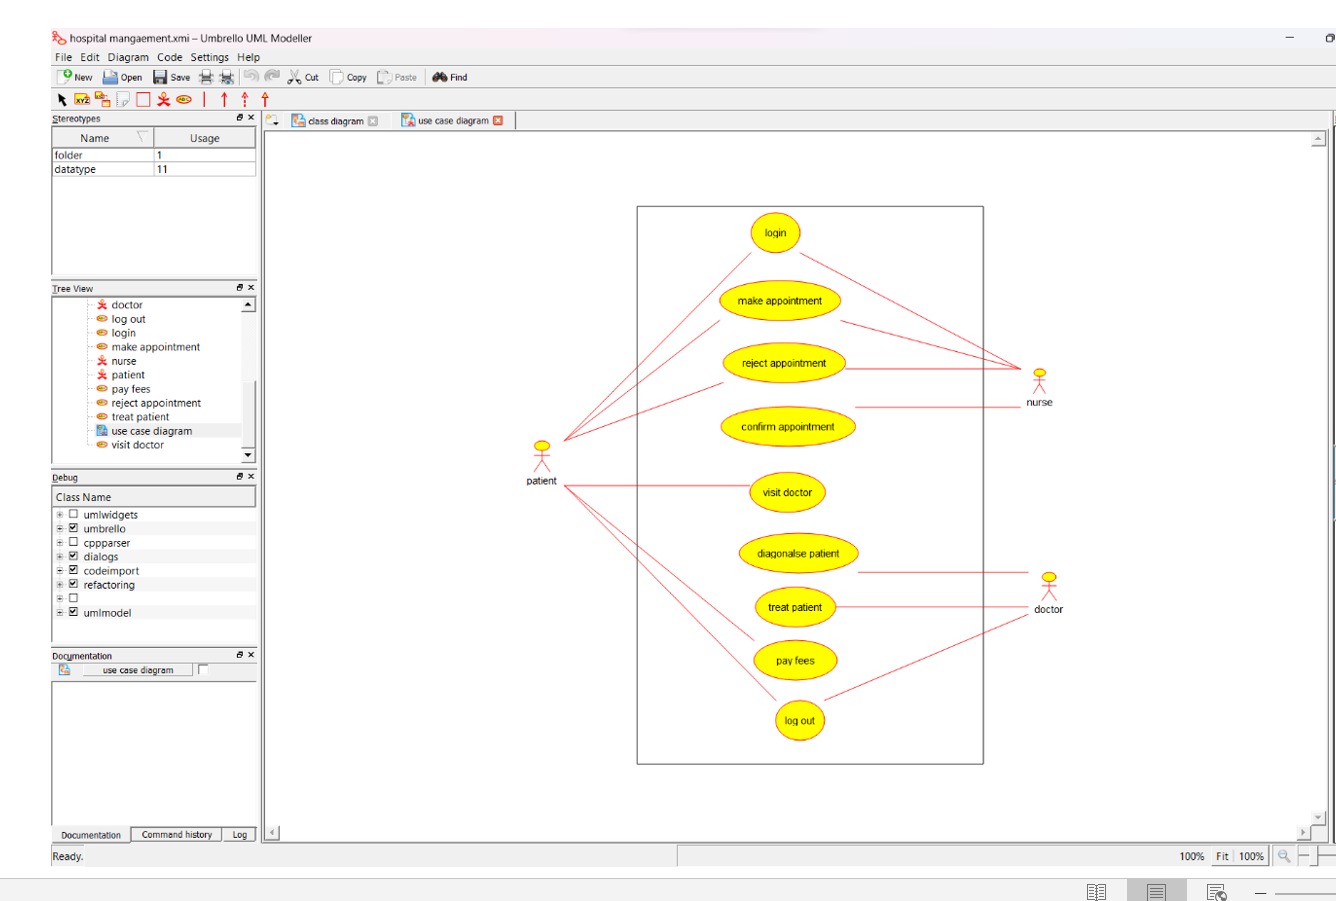 hospital mangaement.xmi – Umbrello UML Modeller
File Edit Diagram Code Settings Help
New Open Save Cut Copy Paste Find
XYZ
Stereotypes
class diagram use case diagram
Name Usage
folder 1
datatype 11
Tree View
doctor
log out
login
make appointment
nurse
patient
pay fees
reject appointment
treat patient
use case diagram
visit doctor
Debug
Class Name
umlwidgets
umbrello
cppparser
dialogs
codeimport
refactoring
umlmodel
Documentation
use case diagram
Documentation Command history Log
Ready.
login
make appointment
reject appointment
nurse
confirm appointment
patient
visit doctor
diagonalse patient
treat patient
doctor
pay fees
log out
100% Fit 100%